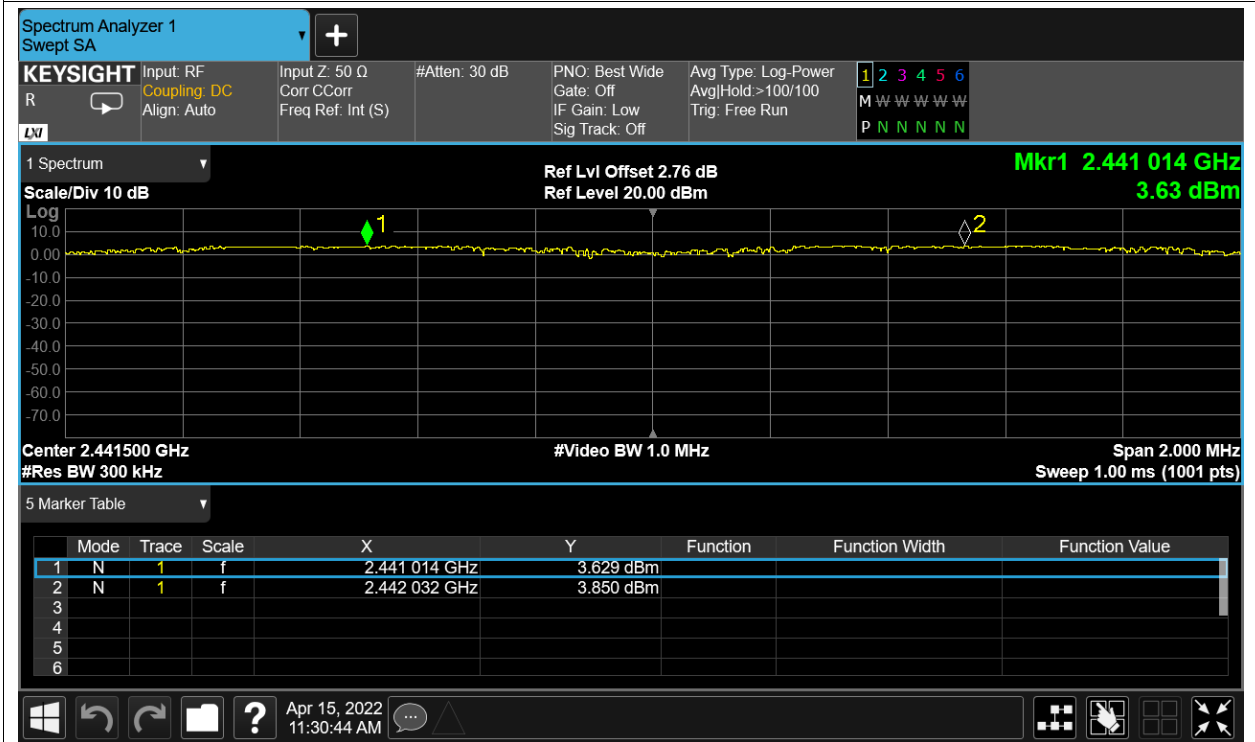 Spectrum Analyzer 1
Swept SA
+
KEYSIGHT
R
LXI
Input: RF
Coupling: DC
Align: Auto
Input Z: 50 Ω
Corr CCorr
Freq Ref: Int (S)
#Atten: 30 dB
PNO: Best Wide
Gate: Off
IF Gain: Low
Sig Track: Off
Avg Type: Log-Power
Avg|Hold:>100/100
Trig: Free Run
1 2 3 4 5 6
M W W W W W
P N N N N N
1 Spectrum
Scale/Div 10 dB
Ref Lvl Offset 2.76 dB
Ref Level 20.00 dBm
Mkr1 2.441 014 GHz
3.63 dBm
Log
10.0
0.00
-10.0
-20.0
-30.0
-40.0
-50.0
-60.0
-70.0
1
2
Center 2.441500 GHz
#Res BW 300 kHz
#Video BW 1.0 MHz
Span 2.000 MHz
Sweep 1.00 ms (1001 pts)
5 Marker Table
Mode Trace Scale X Y Function Function Width Function Value
1 N 1 f 2.441 014 GHz 3.629 dBm
2 N 1 f 2.442 032 GHz 3.850 dBm
3
4
5
6
?
Apr 15, 2022
11:30:44 AM